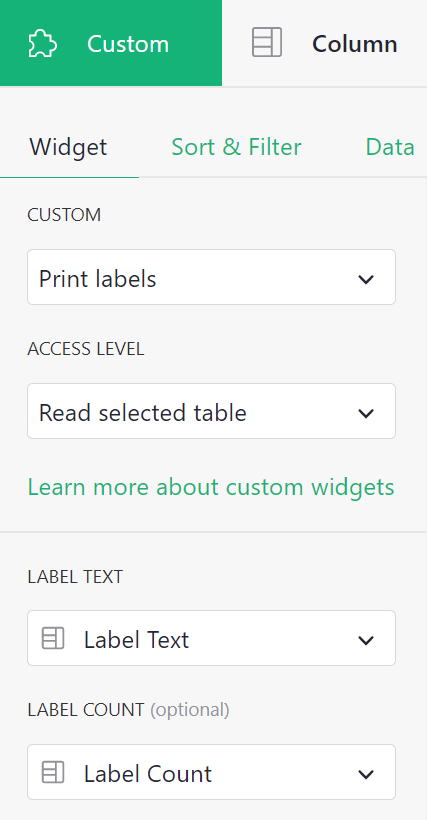 Custom Column
Widget Sort & Filter Data
CUSTOM
Print labels
ACCESS LEVEL
Read selected table
Learn more about custom widgets
LABEL TEXT
Label Text
LABEL COUNT (optional)
Label Count